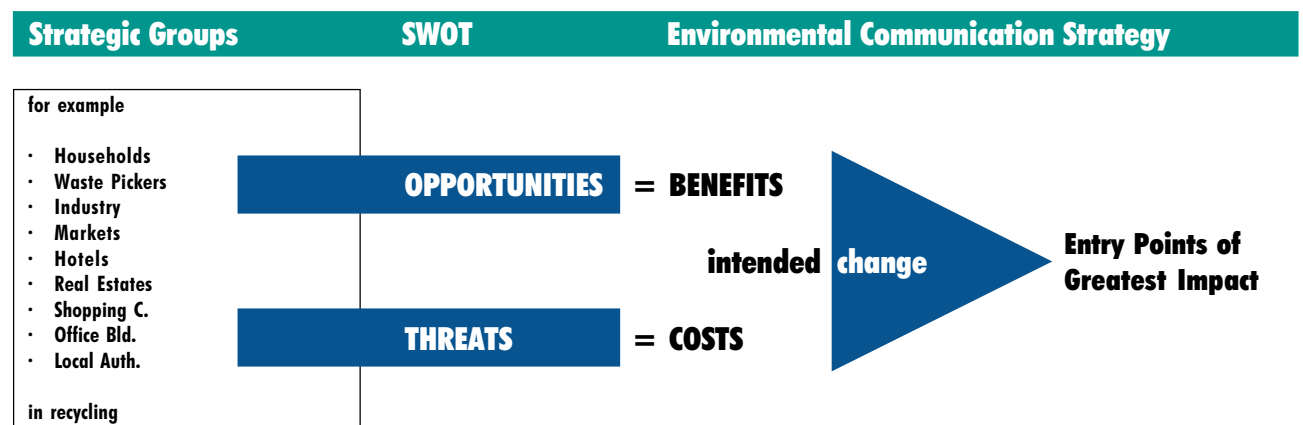 Strategic Groups SWOT Environmental Communication Strategy
for example
· Households
· Waste Pickers
· Industry
· Markets
· Hotels
· Real Estates
· Shopping C.
· Office Bld.
· Local Auth.
in recycling
OPPORTUNITIES = BENEFITS
intended change
THREATS = COSTS
Entry Points of
Greatest Impact